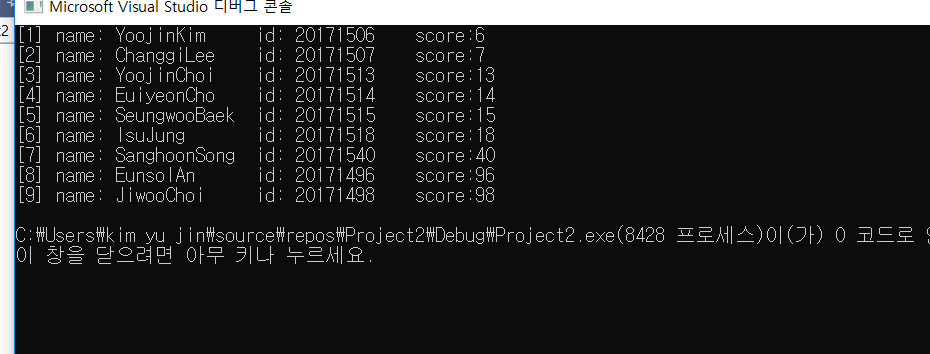 Microsoft Visual Studio 디버그 콘솔
t2
[1] name: YoojinKim id: 20171506 score:6
[2] name: ChanggiLee id: 20171507 score:7
[3] name: YoojinChoi id: 20171513 score:13
[4] name: EuiyeonCho id: 20171514 score:14
[5] name: SeungwooBaek id: 20171515 score:15
[6] name: IsuJung id: 20171518 score:18
[7] name: SanghoonSong id: 20171540 score:40
[8] name: EunsolAn id: 20171496 score:96
[9] name: JiwooChoi id: 20171498 score:98
C:₩Users₩kim yu jin₩source₩repos₩Project2₩Debug₩Project2.exe(8428 프로세스)이(가) 0 코드로
이 창을 닫으려면 아무 키나 누르세요.